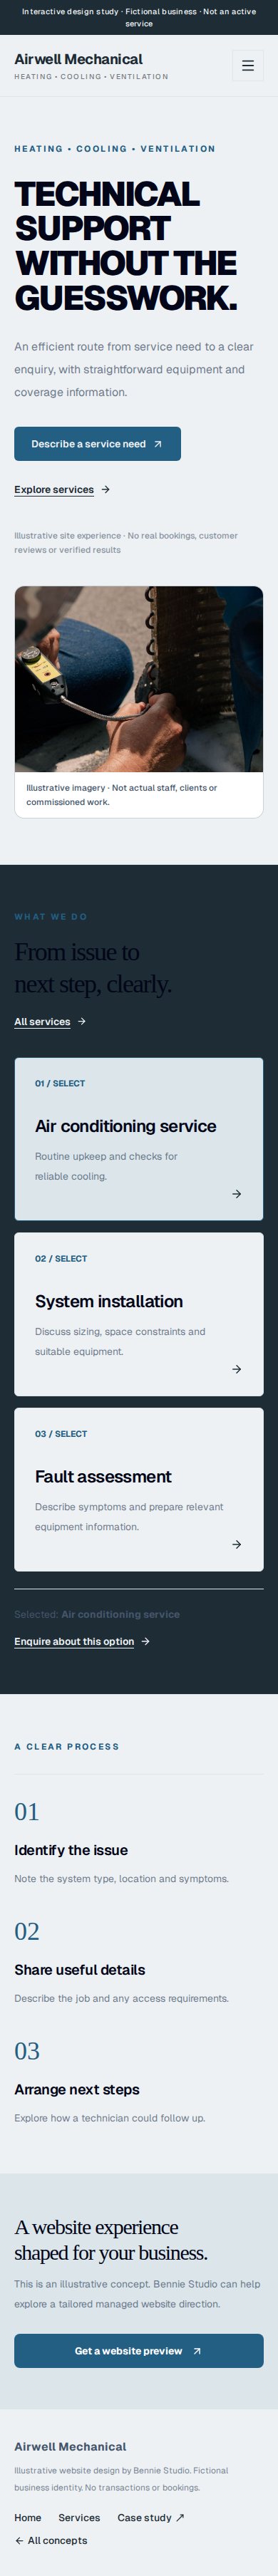 Interactive design study · Fictional business · Not an active
service
Airwell Mechanical
HEATING • COOLING • VENTILATION
HEATING • COOLING • VENTILATION
TECHNICAL
SUPPORT
WITHOUT THE
GUESSWORK.
An efficient route from service need to a clear
enquiry, with straightforward equipment and
coverage information.
Describe a service need ↗
Explore services →
Illustrative site experience · No real bookings, customer
reviews or verified results
Illustrative imagery · Not actual staff, clients or
commissioned work.
WHAT WE DO
From issue to
next step, clearly.
All services →
01 / SELECT
Air conditioning service
Routine upkeep and checks for
reliable cooling.
→
02 / SELECT
System installation
Discuss sizing, space constraints and
suitable equipment.
→
03 / SELECT
Fault assessment
Describe symptoms and prepare relevant
equipment information.
→
Selected: Air conditioning service
Enquire about this option →
A CLEAR PROCESS
01
Identify the issue
Note the system type, location and symptoms.
02
Share useful details
Describe the job and any access requirements.
03
Arrange next steps
Explore how a technician could follow up.
A website experience
shaped for your business.
This is an illustrative concept. Bennie Studio can help
explore a tailored managed website direction.
Get a website preview ↗
Airwell Mechanical
Illustrative website design by Bennie Studio. Fictional
business identity. No transactions or bookings.
Home Services Case study ↗
← All concepts